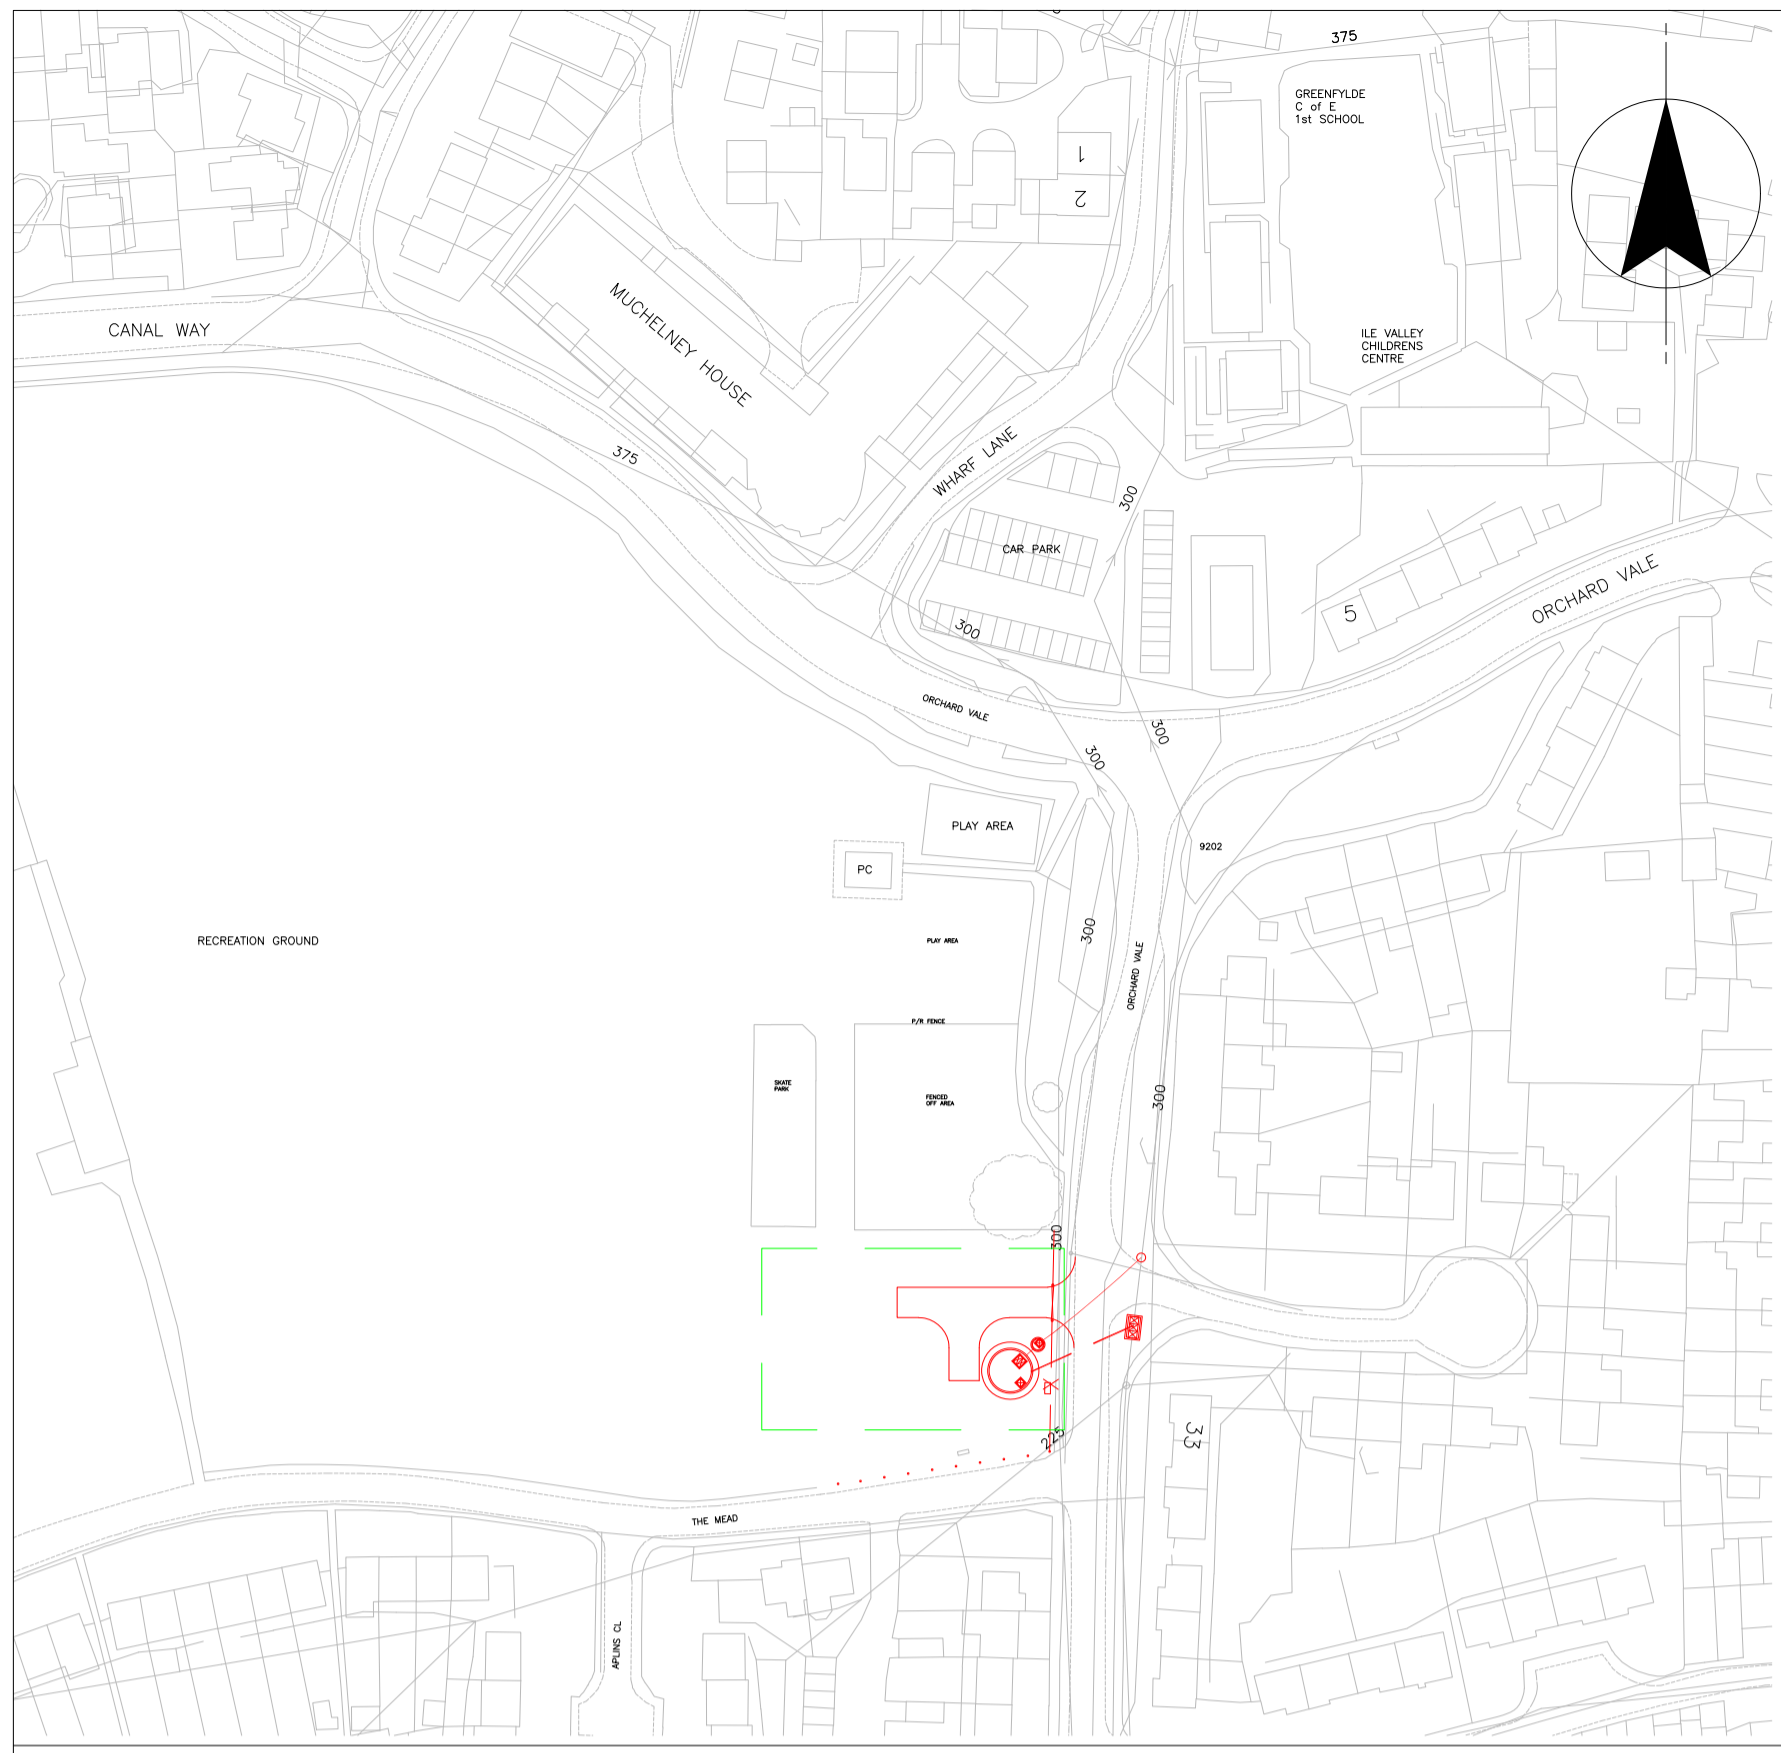 375
GREENFYLDE
C of E
1st SCHOOL
1
2
CANAL WAY
MUCHELNEY HOUSE
ILE VALLEY
CHILDRENS
CENTRE
375
WHARF LANE
300
CAR PARK
ORCHARD VALE
5
300
ORCHARD VALE
300
300
PLAY AREA
9202
PC
300
RECREATION GROUND
PLAY AREA
ORCHARD VALE
P/R FENCE
SKATE
PARK
FENCED
OFF AREA
300
300
33
225
THE MEAD
APLINS CL